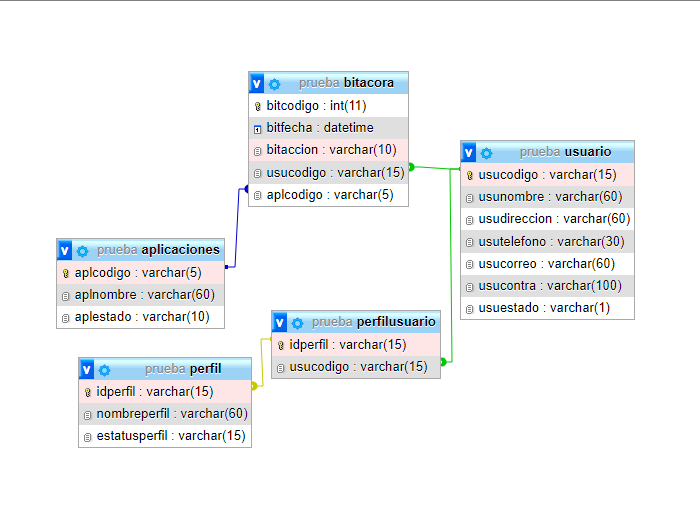 v prueba bitacora
bitcodigo : int(11)
bitfecha : datetime
bitaccion : varchar(10)
usucodigo : varchar(15)
aplcodigo : varchar(5)
v prueba usuario
usucodigo : varchar(15)
usunombre : varchar(60)
usudireccion : varchar(60)
usutelefono : varchar(30)
usucorreo : varchar(60)
usucontra : varchar(100)
usuestado : varchar(1)
v prueba aplicaciones
aplcodigo : varchar(5)
aplnombre : varchar(60)
aplestado : varchar(10)
v prueba perfilusuario
idperfil : varchar(15)
usucodigo : varchar(15)
v prueba perfil
idperfil : varchar(15)
nombreperfil : varchar(60)
estatusperfil : varchar(15)